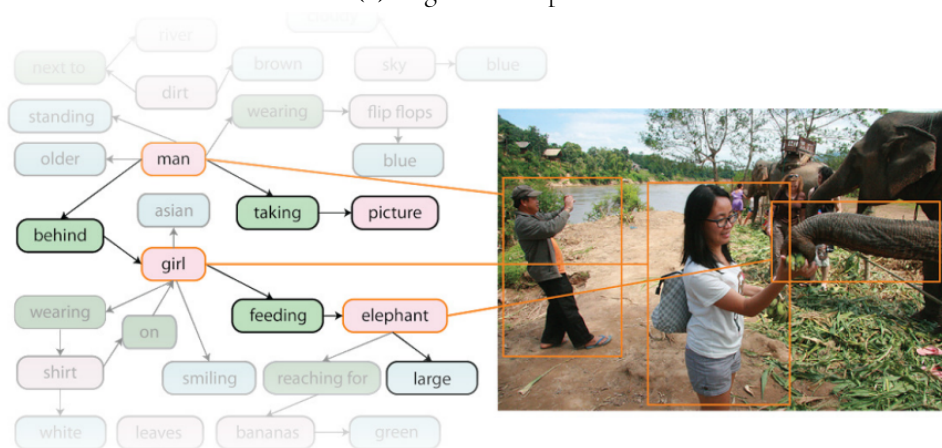 river
next to
brown
sky
blue
dirt
wearing
flip flops
standing
older
man
blue
asian
taking
picture
behind
girl
wearing
feeding
elephant
on
shirt
smiling
reaching for
large
white
leaves
bananas
green